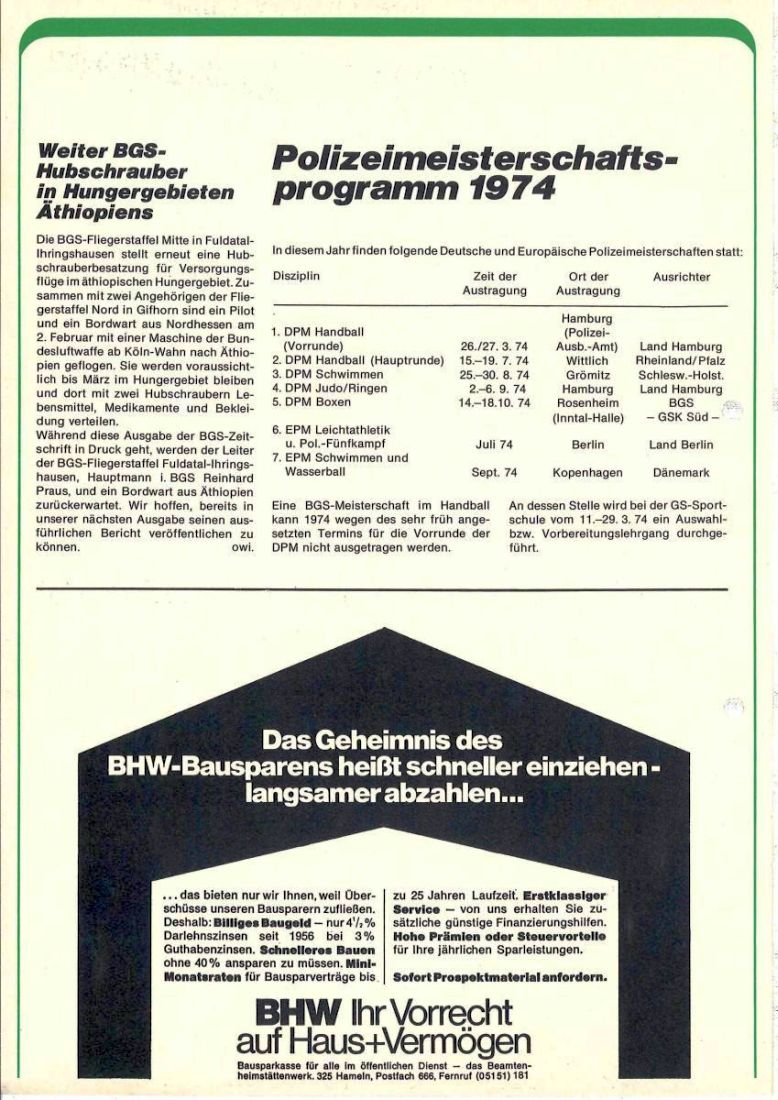 Weiter BGS-
Hubschrauber
in Hungergebieten
Äthiopiens
Die BGS-Fliegerstaffel Mitte in Fuldatal-
Ihringshausen stellt erneut eine Hub-
schrauberbesatzung für Versorgungs-
flüge im äthiopischen Hungergebiet. Zu-
sammen mit zwei Angehörigen der Flie-
gerstaffel Nord in Gifhorn sind ein Pilot
und ein Bordwart aus Nordhessen am
2. Februar mit einer Maschine der Bun-
desluftwaffe ab Köln-Wahn nach Äthio-
pien geflogen. Sie werden voraussicht-
lich bis März im Hungergebiet bleiben
und dort mit zwei Hubschraubern Le-
bensmittel, Medikamente und Beklei-
dung verteilen.
Während diese Ausgabe der BGS-Zeit-
schrift in Druck geht, werden der Leiter
der BGS-Fliegerstaffel Fuldatal-Ihrings-
hausen, Hauptmann i. BGS Reinhard
Praus, und ein Bordwart aus Äthiopien
zurückerwartet. Wir hoffen, bereits in
unserer nächsten Ausgabe seinen aus-
führlichen Bericht veröffentlichen zu
können. owi.
Polizeimeisterschafts-
programm 1974
In diesem Jahr finden folgende Deutsche und Europäische Polizeimeisterschaften statt:
Disziplin Zeit der Austragung Ort der Austragung Ausrichter
1. DPM Handball (Vorrunde) 26./27. 3. 74 Hamburg (Polizei-Ausb.-Amt) Land Hamburg
2. DPM Handball (Hauptrunde) 15.–19. 7. 74 Wittlich Rheinland/Pfalz
3. DPM Schwimmen 25.–30. 8. 74 Grömitz Schlesw.-Holst.
4. DPM Judo/Ringen 2.–6. 9. 74 Hamburg Land Hamburg
5. DPM Boxen 14.–18.10. 74 Rosenheim BGS
(Inntal-Halle) – GSK Süd –
6. EPM Leichtathletik
u. Pol.-Fünfkampf Juli 74 Berlin Land Berlin
7. EPM Schwimmen und
Wasserball Sept. 74 Kopenhagen Dänemark
Eine BGS-Meisterschaft im Handball
kann 1974 wegen des sehr früh ange-
setzten Termins für die Vorrunde der
DPM nicht ausgetragen werden.
An dessen Stelle wird bei der GS-Sport-
schule vom 11.–29. 3. 74 ein Auswahl-
bzw. Vorbereitungslehrgang durchge-
führt.
Das Geheimnis des
BHW-Bausparens heißt schneller einziehen -
langsamer abzahlen...
...das bieten nur wir Ihnen, weil Über-
schüsse unseren Bausparern zufließen.
Deshalb: Billiges Baugeld – nur 4½%
Darlehnszinsen seit 1956 bei 3%
Guthabenzinsen. Schnelleres Bauen
ohne 40% ansparen zu müssen. Mini-
Monatsraten für Bausparverträge bis
zu 25 Jahren Laufzeit. Erstklassiger
Service – von uns erhalten Sie zu-
sätzliche günstige Finanzierungshilfen.
Hohe Prämien oder Steuervorteile
für Ihre jährlichen Sparleistungen.
Sofort Prospektmaterial anfordern.
BHW Ihr Vorrecht
auf Haus+Vermögen
Bausparkasse für alle im öffentlichen Dienst – das Beamten-
heimstättenwerk. 325 Hameln, Postfach 666, Fernruf (05151) 181